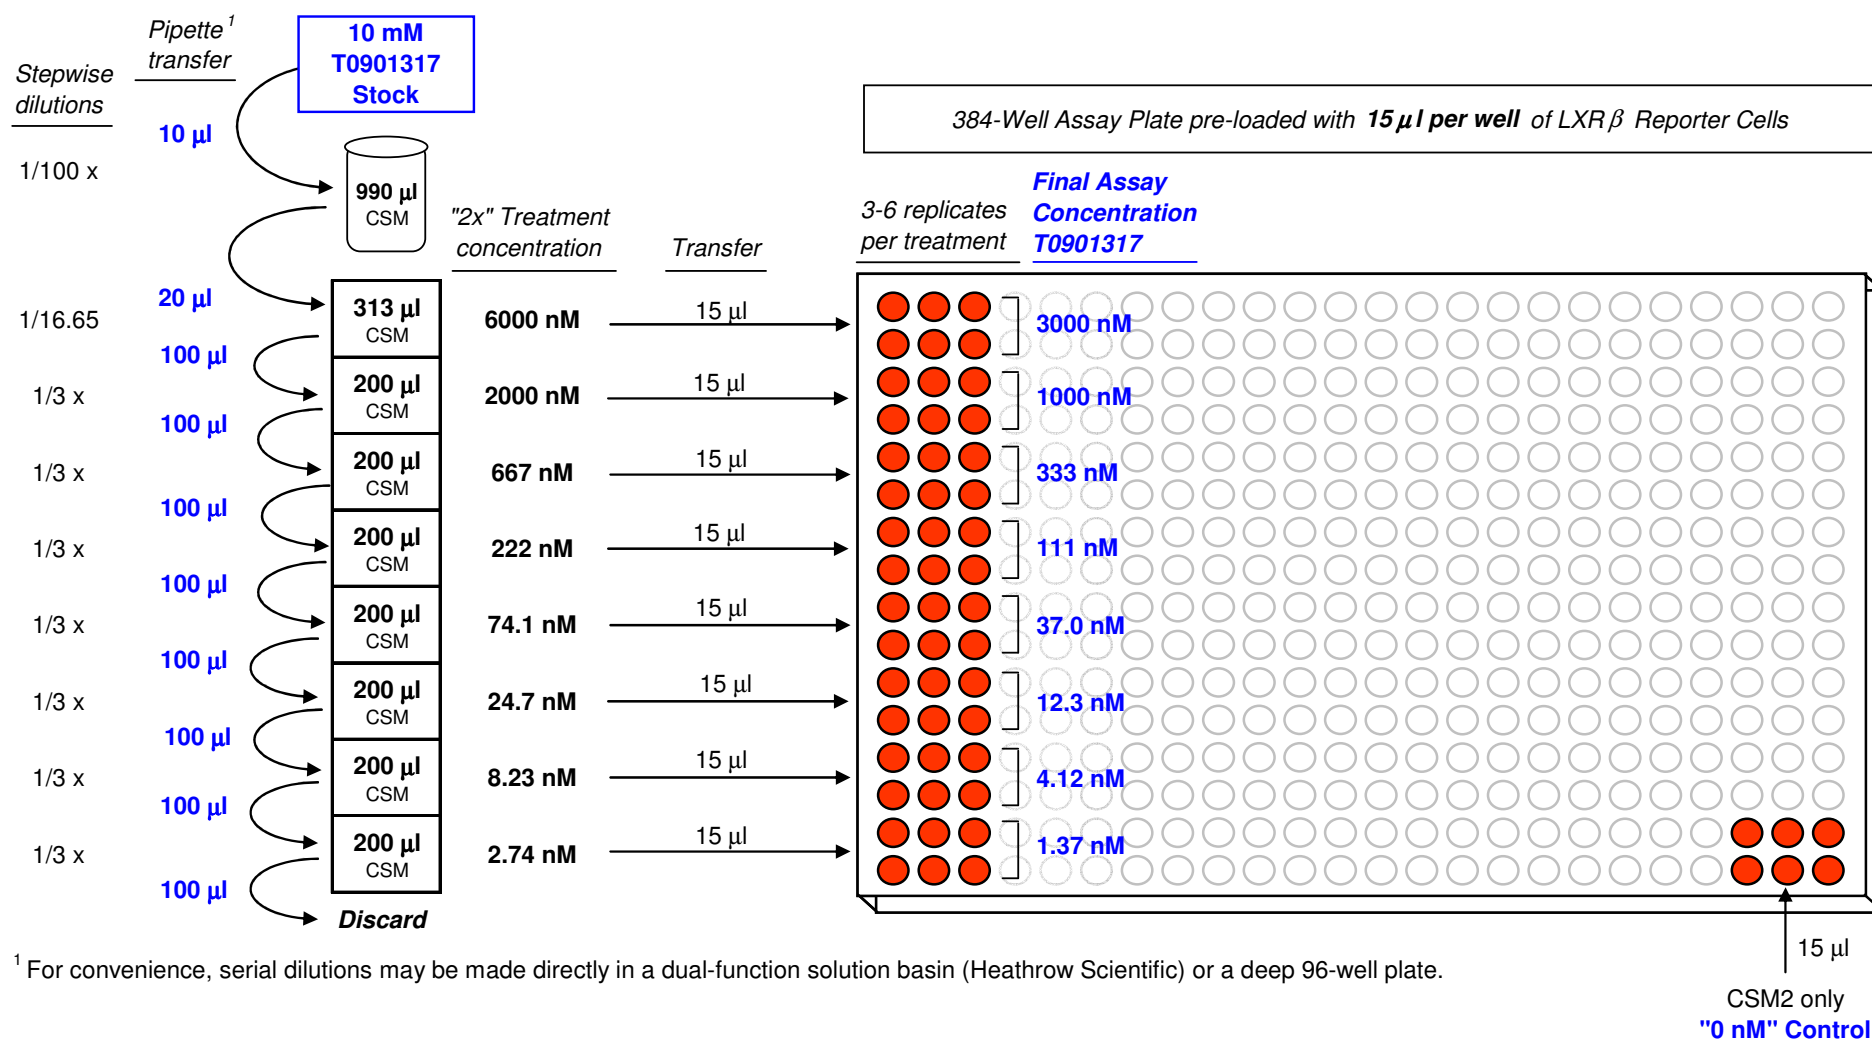 Stepwise
dilutions
Pipette 1
transfer
10 mM
T0901317
Stock
10 µl
1/100 x
990 µl
CSM
384-Well Assay Plate pre-loaded with 15 µl per well of LXR β Reporter Cells
"2x" Treatment
concentration
Transfer
3-6 replicates
per treatment
Final Assay
Concentration
T0901317
20 µl
1/16.65
313 µl
CSM
6000 nM
15 µl
3000 nM
100 µl
1/3 x
200 µl
CSM
2000 nM
15 µl
1000 nM
100 µl
1/3 x
200 µl
CSM
667 nM
15 µl
333 nM
100 µl
1/3 x
200 µl
CSM
222 nM
15 µl
111 nM
100 µl
1/3 x
200 µl
CSM
74.1 nM
15 µl
37.0 nM
100 µl
1/3 x
200 µl
CSM
24.7 nM
15 µl
12.3 nM
100 µl
1/3 x
200 µl
CSM
8.23 nM
15 µl
4.12 nM
100 µl
1/3 x
200 µl
CSM
2.74 nM
15 µl
1.37 nM
100 µl
Discard
15 µl
CSM2 only
"0 nM" Control
1 For convenience, serial dilutions may be made directly in a dual-function solution basin (Heathrow Scientific) or a deep 96-well plate.